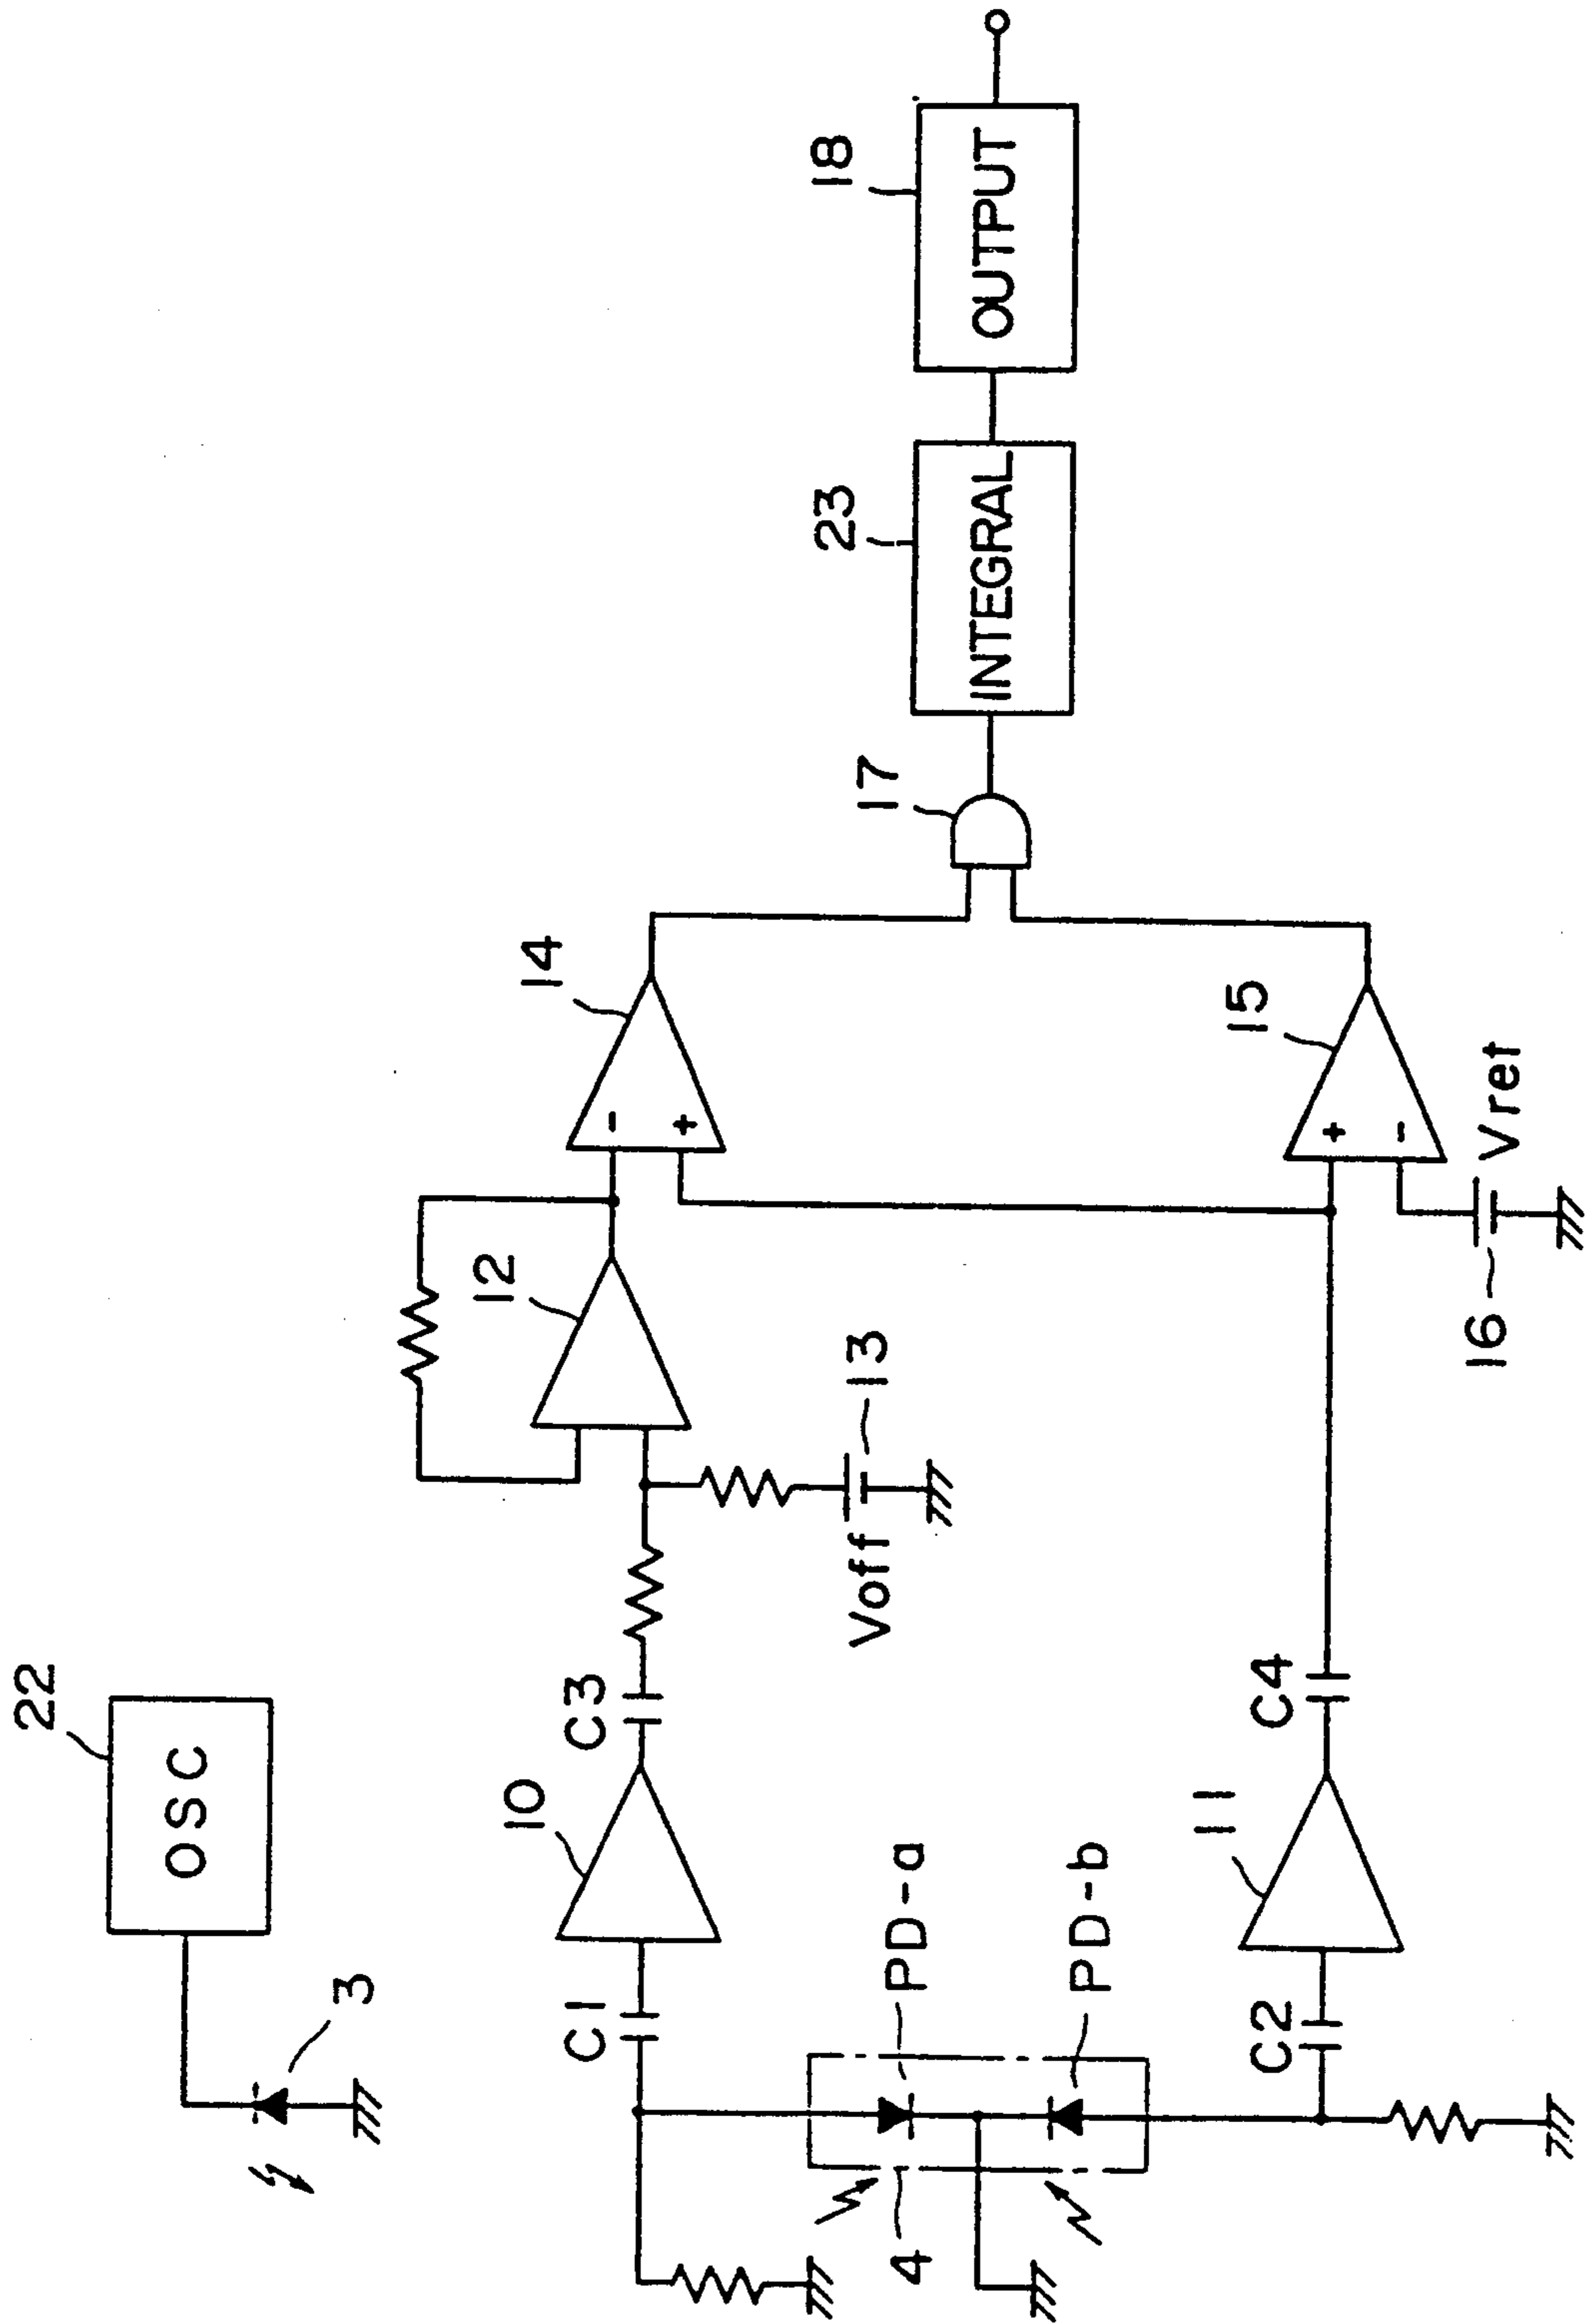 22
OSC
3
10
12
14
C1
C3
Voff
13
17
23
18
PD-a
4
INTEGRAL
OUTPUT
PD-b
11
15
C2
C4
16
Vret